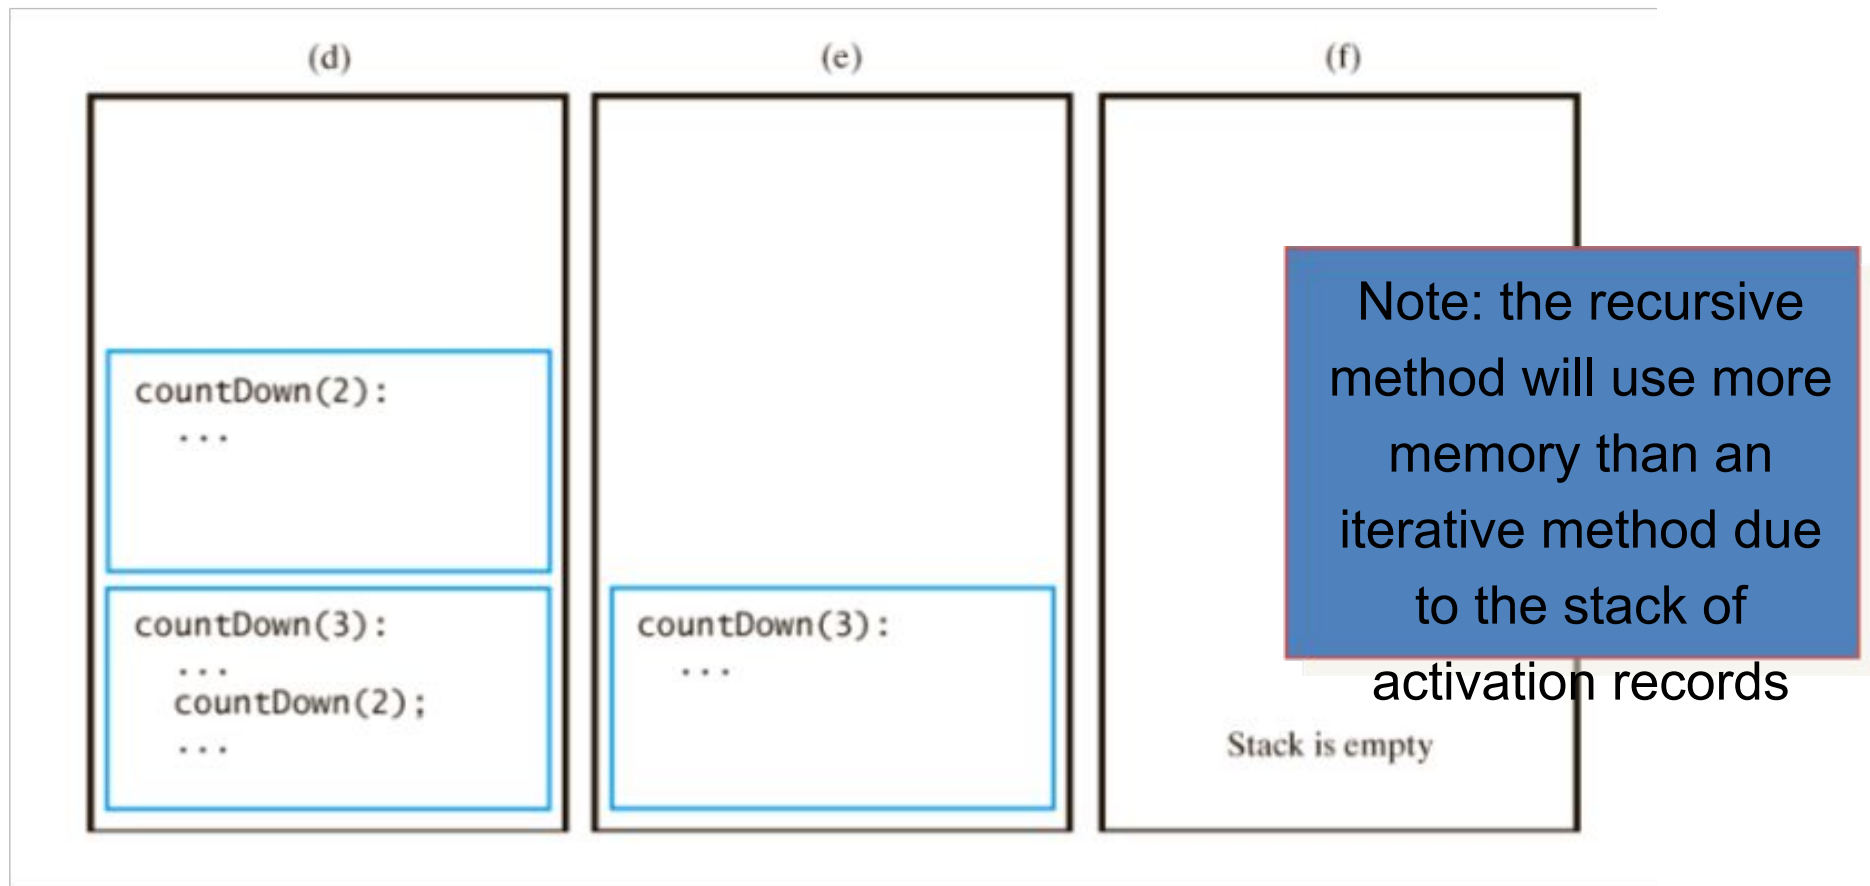 (d)
countDown(2):
...
countDown(3):
...
countDown(2);
...
(e)
countDown(3):
...
(f)
Stack is empty
Note: the recursive
method will use more
memory than an
iterative method due
to the stack of
activation records